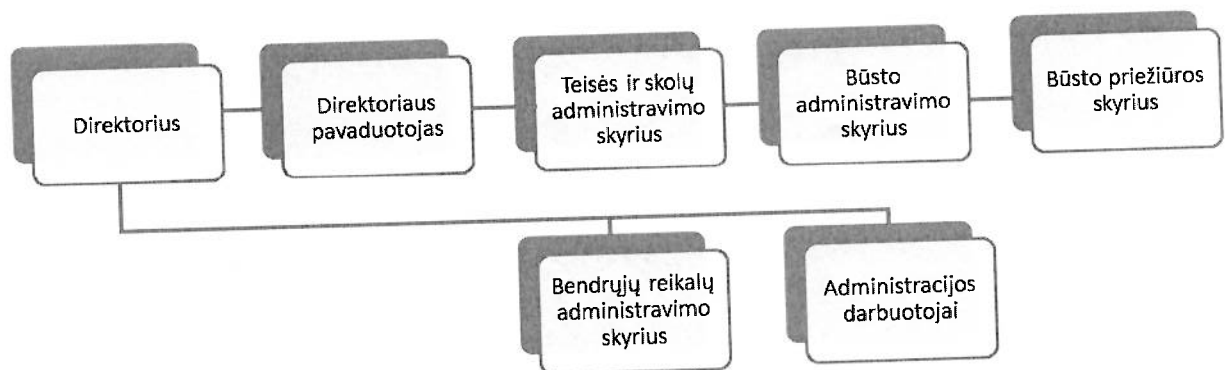 Direktorius
Direktoriaus
pavaduotojas
Teisės ir skolų
administravimo
skyrius
Būsto
administravimo
skyrius
Būsto priežiūros
skyrius
Bendrųjų reikalų
administravimo
skyrius
Administracijos
darbuotojai